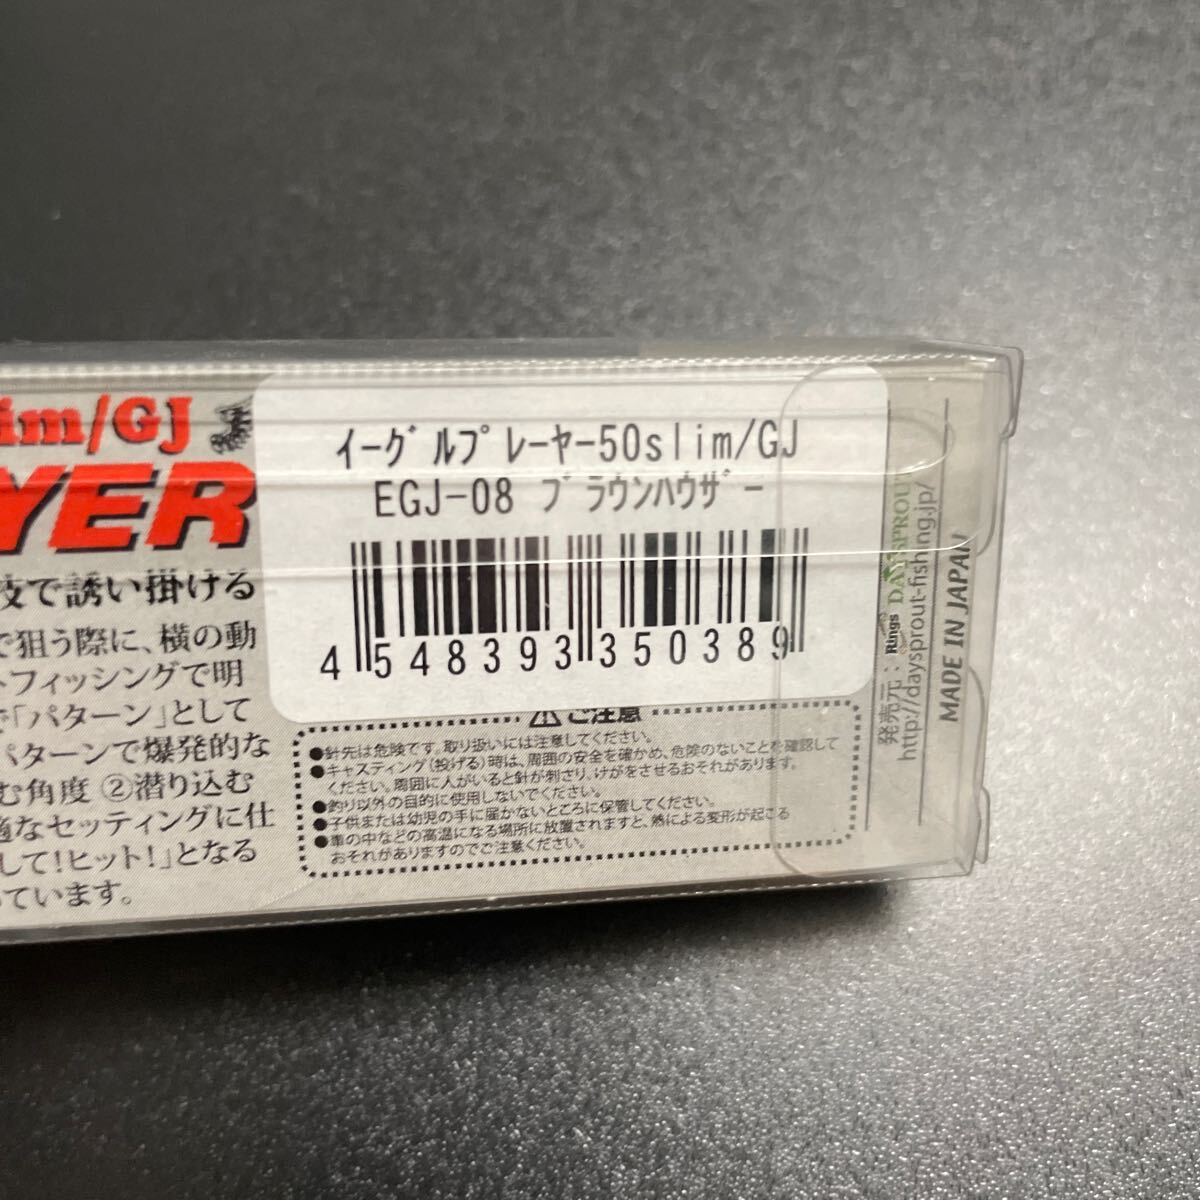 im/GJ
YER
技で誘い掛ける
で狙う際に、横の動
トフィッシングで明
で「パターン」として
パターンで爆発的な
む角度 ②潜り込む
適なセッティングに仕
して!ヒット!」となる
っています。
ｲｰｸﾞﾙﾌﾟﾚｰﾔｰ50slim/GJ
EGJ-08 ﾌﾞﾗｳﾝﾊｳｻﾞｰ
4 548393 350389
⚠ご注意
●針先は危険です。取り扱いには注意してください。
●キャスティング(投げる)時は、周囲の安全を確かめ、危険のないことを確認して
ください。周囲に人がいると針が刺さり、けがをさせるおそれがあります。
●釣り以外の目的に使用しないでください。
●子供または幼児の手に届かないところに保管してください。
●車の中などの高温になる場所に放置されますと、熱による変形が起こる
おそれがありますのでご注意ください。
発売元: Rings DAYSPROUT
http://daysprout-fishing.jp/
MADE IN JAPAN